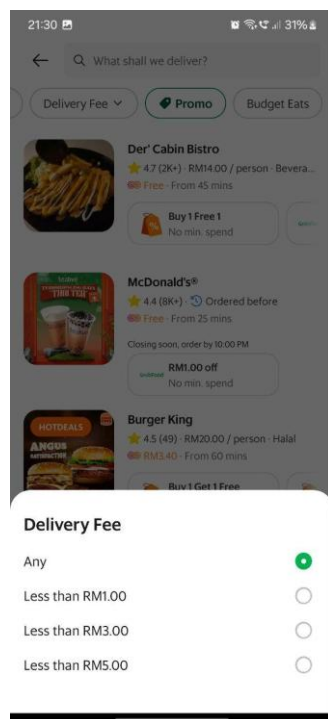 21:30
31%
What shall we deliver?
Delivery Fee
Promo
Budget Eats
Der' Cabin Bistro
4.7 (2K+) · RM14.00 / person · Bevera...
Free · From 45 mins
Buy 1 Free 1
No min. spend
McDonald's®
4.4 (8K+) · Ordered before
Free · From 25 mins
Closing soon, order by 10:00 PM
RM1.00 off
No min. spend
HOTDEALS
ANGUS
Burger King
4.5 (49) · RM20.00 / person · Halal
RM3.40 · From 60 mins
Buy 1 Get 1 Free
Delivery Fee
Any
Less than RM1.00
Less than RM3.00
Less than RM5.00